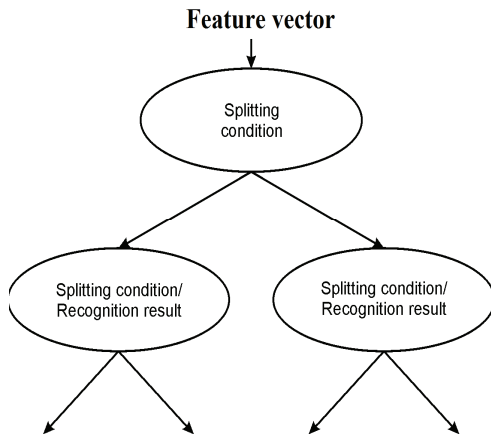 Feature vector
Splitting
condition
Splitting condition/
Recognition result
Splitting condition/
Recognition result